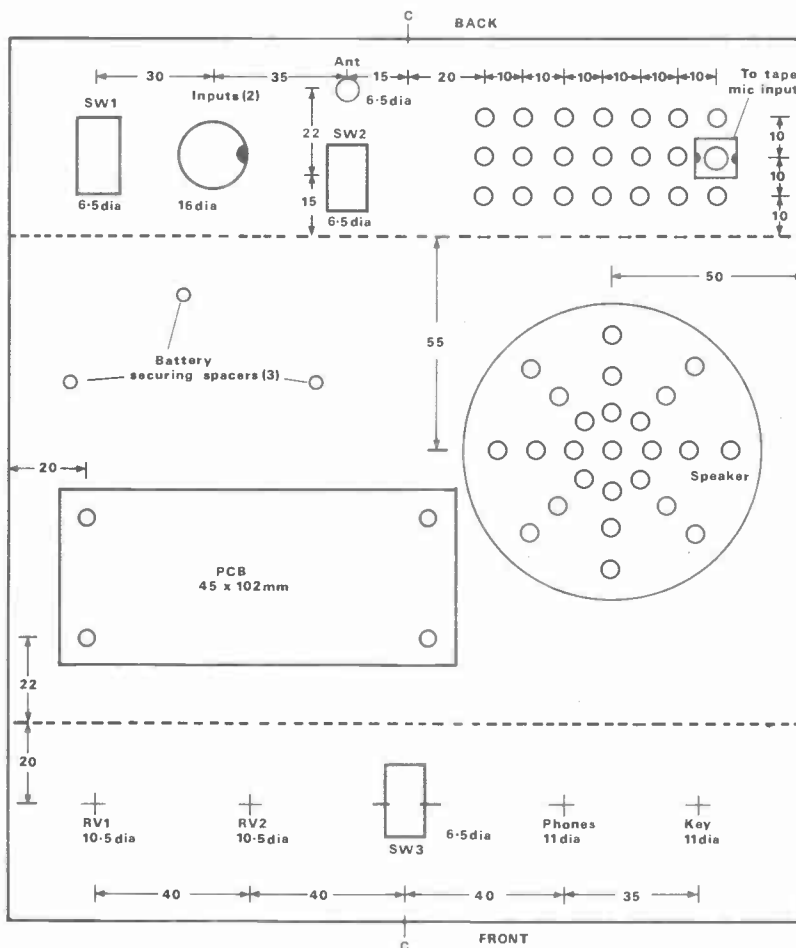 C
BACK
30
35
Ant
15
20
10
10
10
10
10
10
To tape
mic input
SW1
Inputs (2)
6·5dia
22
SW2
10
10
10
15
6·5dia
16dia
6·5dia
50
55
Battery
securing spacers (3)
20
Speaker
PCB
45 x 102mm
22
20
RV1
10·5dia
RV2
10·5dia
SW3
6·5dia
Phones
11dia
Key
11dia
40
40
40
35
C
FRONT